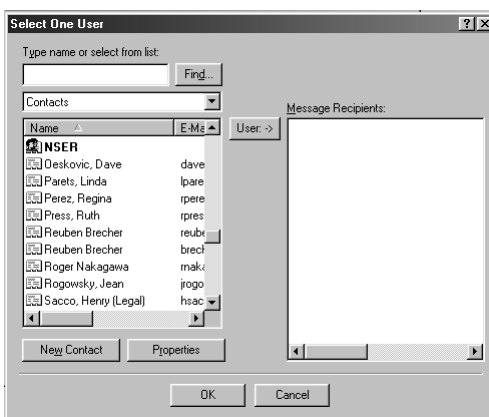 Select One User
Type name or select from list:
Find...
Contacts
Message Recipients:
Name E-Ma
User: ->
NSER
Oeskovic, Dave dave
Parets, Linda lpare
Perez, Regina rpere
Press, Ruth rpres
Reuben Brecher reube
Reuben Brecher brech
Roger Nakagawa rnaka
Rogowsky, Jean jrogo
Sacco, Henry (Legal) hsac
New Contact Properties
OK Cancel